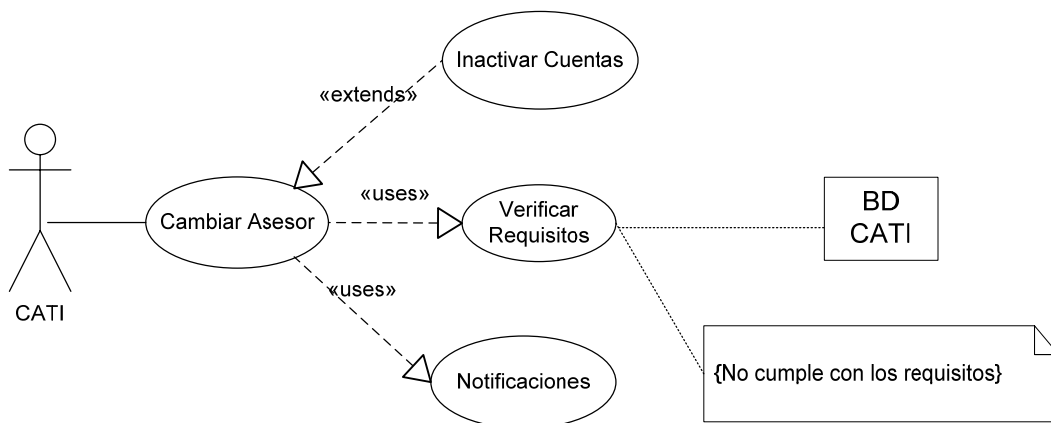 Inactivar Cuentas
«extends»
«uses»
Cambiar Asesor
Verificar
Requisitos
BD
CATI
«uses»
CATI
Notificaciones
{No cumple con los requisitos}